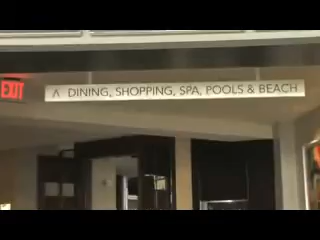 EXIT
∧ DINING, SHOPPING, SPA, POOLS & BEACH